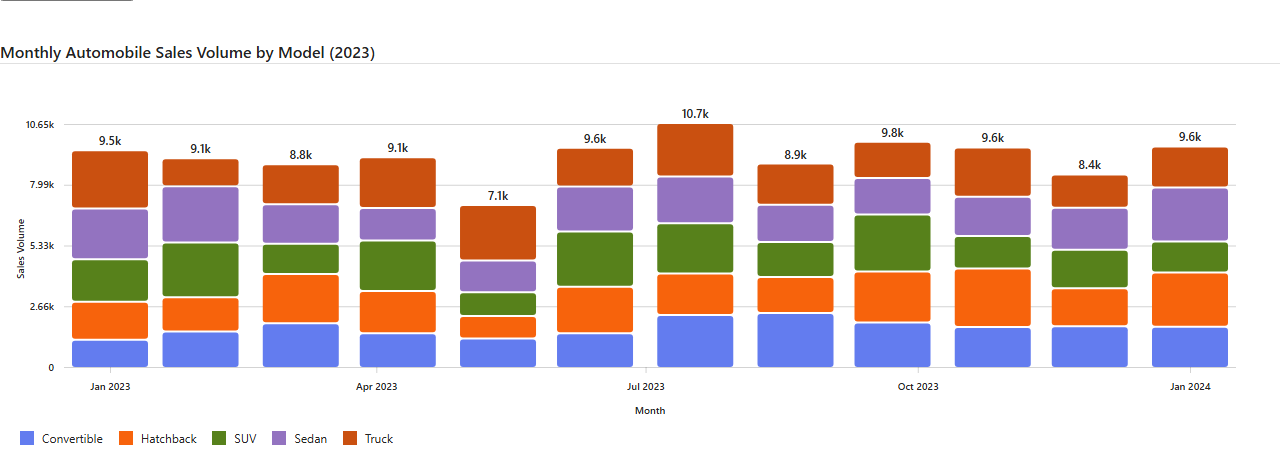 Monthly Automobile Sales Volume by Model (2023)
10.7k
10.65k
9.5k
9.1k
8.8k
9.1k
7.1k
9.6k
8.9k
9.8k
9.6k
8.4k
9.6k
7.99k
5.33k
2.66k
0
Sales Volume
Jan 2023 Apr 2023 Jul 2023 Oct 2023 Jan 2024
Month
Convertible Hatchback SUV Sedan Truck